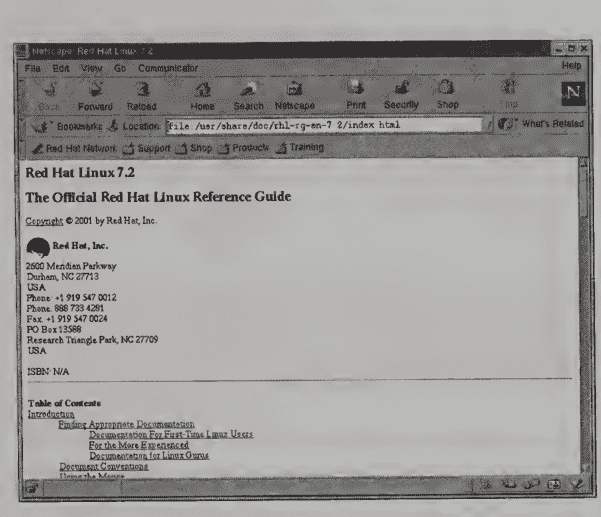 Netscape: Red Hat Linux 7.2
File Edit View Go Communicator Help
Back Forward Reload Home Search Netscape Print Security Shop Stop N
Bookmarks Location: file:/usr/share/doc/rhl-rg-en-7 2/index html What's Related
Red Hat Network Support Shop Products Training
Red Hat Linux 7.2
The Official Red Hat Linux Reference Guide
Copyright © 2001 by Red Hat, Inc.
Red Hat, Inc.
2600 Meridian Parkway
Durham, NC 27713
USA
Phone: +1 919 547 0012
Phone: 888 733 4281
Fax: +1 919 547 0024
PO Box 13588
Research Triangle Park, NC 27709
USA
ISBN: N/A
Table of Contents
Introduction
Finding Appropriate Documentation
Documentation For First-Time Linux Users
For the More Experienced
Documentation for Linux Gurus
Document Conventions
Using the Mouse